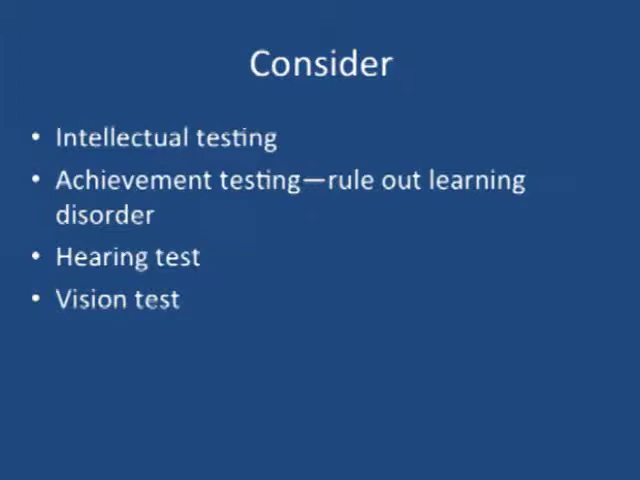 Consider
• Intellectual testing
• Achievement testing—rule out learning
disorder
• Hearing test
• Vision test